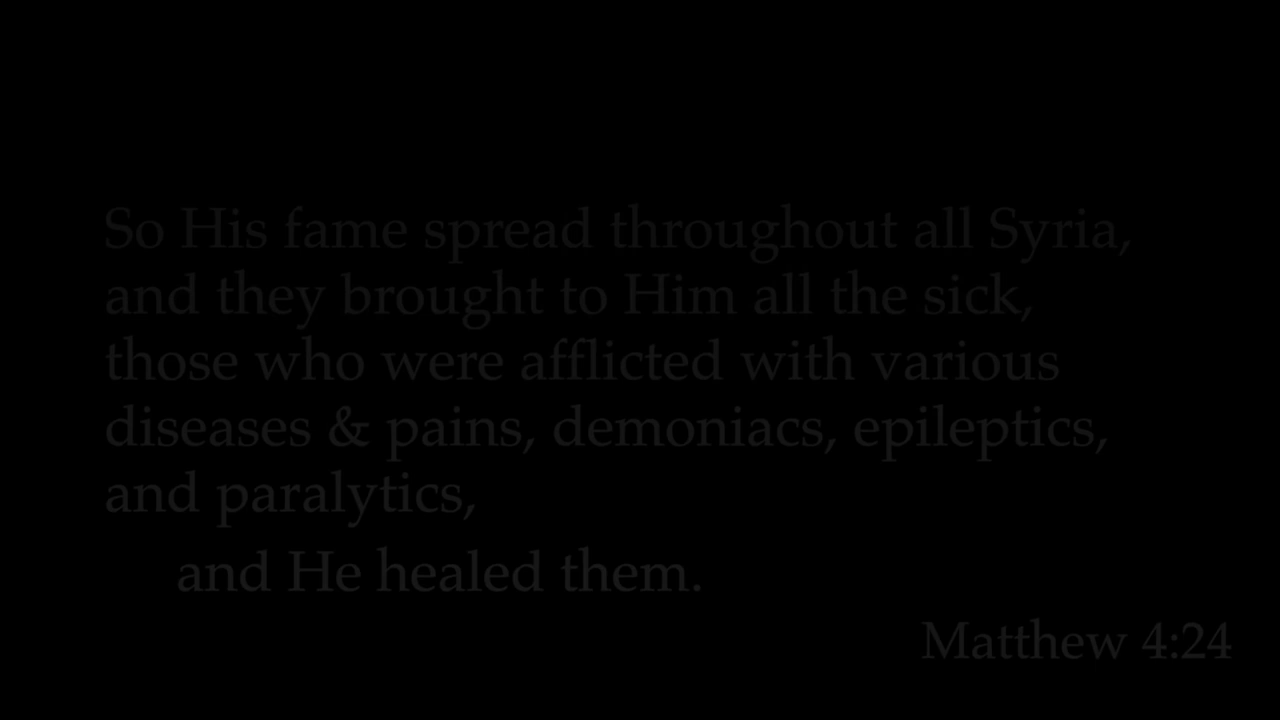 So His fame spread throughout all Syria,
and they brought to Him all the sick,
those who were afflicted with various
diseases & pains, demoniacs, epileptics,
and paralytics,
and He healed them.
Matthew 4:24